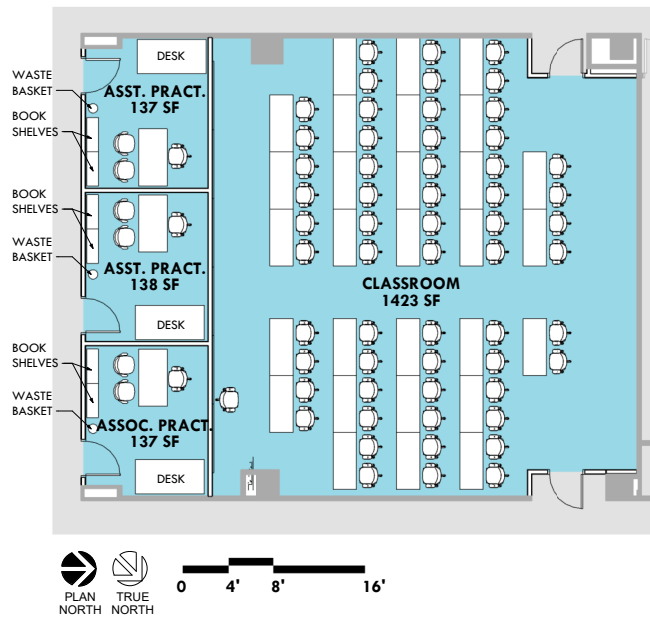 DESK
WASTE
BASKET
ASST. PRACT.
137 SF
BOOK
SHELVES
BOOK
SHELVES
WASTE
BASKET
ASST. PRACT.
138 SF
DESK
CLASSROOM
1423 SF
BOOK
SHELVES
WASTE
BASKET
ASSOC. PRACT.
137 SF
DESK
PLAN
NORTH
TRUE
NORTH
0 4' 8' 16'